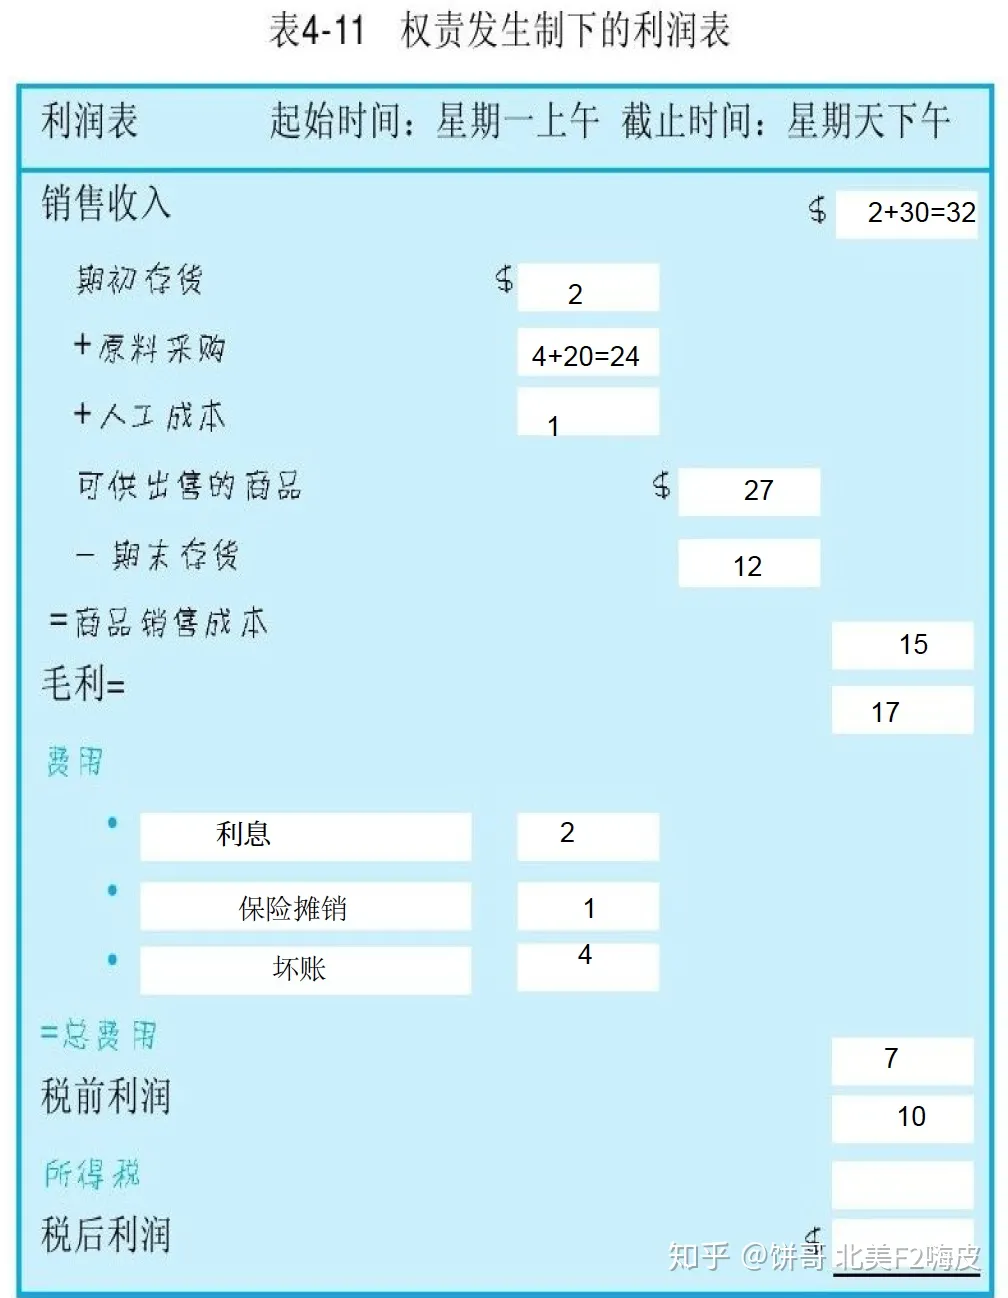 表4-11 权责发生制下的利润表
利润表 起始时间：星期一上午 截止时间：星期天下午
销售收入 $ 2+30=32
期初存货 $ 2
+原料采购 4+20=24
+人工成本 1
可供出售的商品 $ 27
- 期末存货 12
=商品销售成本 15
毛利= 17
费用
• 利息 2
• 保险摊销 1
• 坏账 4
=总费用 7
税前利润 10
所得税
税后利润 $
知乎 @饼哥 北美F2嗨皮